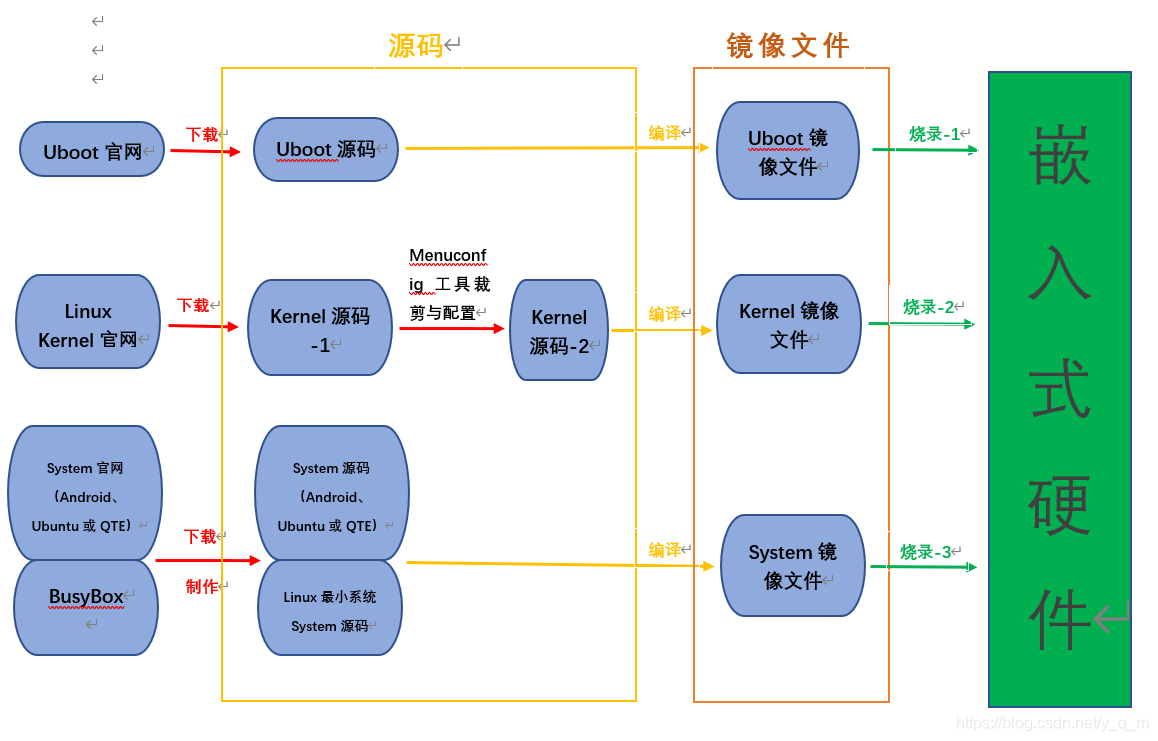 源码
镜像文件
Uboot 官网
下载
Uboot 源码
编译
Uboot 镜
像文件
烧录-1
Linux
Kernel 官网
下载
Kernel 源码
-1
Menuconf
ig 工具裁
剪与配置
Kernel
源码-2
编译
Kernel 镜像
文件
烧录-2
System 官网
（Android、
Ubuntu 或 QTE）
BusyBox
下载
制作
System 源码
（Android、
Ubuntu 或 QTE）
Linux 最小系统
System 源码
编译
System 镜
像文件
烧录-3
嵌
入
式
硬
件
https://blog.csdn.net/y_q_m